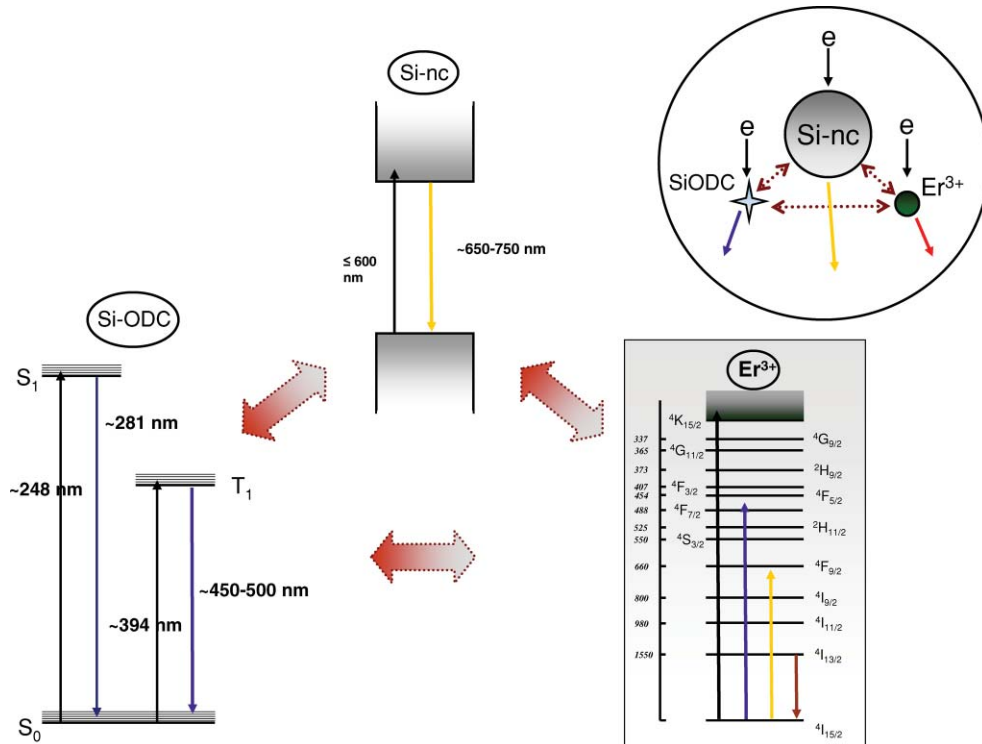 Si-nc
≤ 600
nm
~650-750 nm
e
Si-nc
e
e
SiODC
Er³⁺
Si-ODC
S₁
~281 nm
~248 nm
T₁
~450-500 nm
~394 nm
S₀
Er³⁺
⁴K₁₅/₂
337
⁴G₉/₂
365
⁴G₁₁/₂
373
²H₉/₂
407
⁴F₃/₂
454
⁴F₅/₂
488
⁴F₇/₂
525
²H₁₁/₂
550
⁴S₃/₂
660
⁴F₉/₂
800
⁴I₉/₂
980
⁴I₁₁/₂
1550
⁴I₁₃/₂
⁴I₁₅/₂